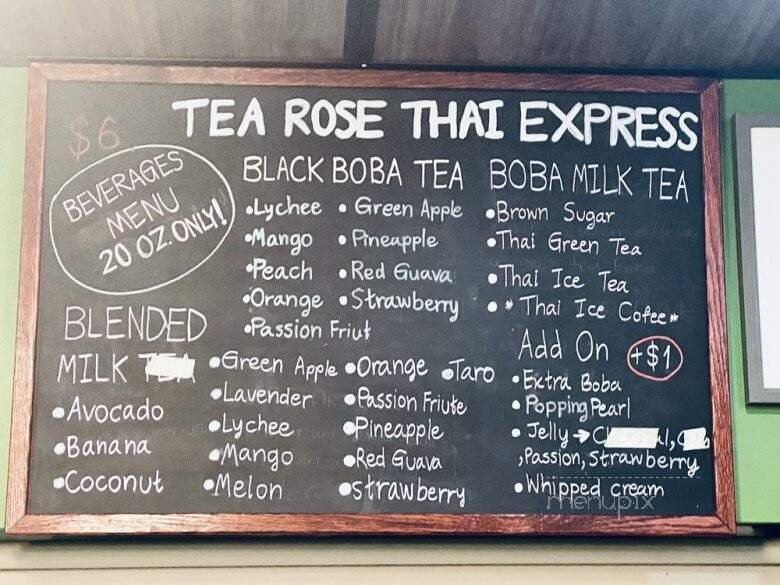 $6
TEA ROSE THAI EXPRESS
BEVERAGES
MENU
20 OZ. ONLY!
BLACK BOBA TEA
•Lychee • Green Apple
•Mango • Pineapple
•Peach • Red Guava
•Orange • Strawberry
•Passion Friut
BOBA MILK TEA
•Brown Sugar
•Thai Green Tea
•Thai Ice Tea
• * Thai Ice Cofee*
BLENDED
MILK
•Avocado
•Banana
•Coconut
•Green Apple •Orange •Taro
•Lavender •Passion Friute
•Lychee •Pineapple
•Mango •Red Guava
•Melon •strawberry
Add On +$1
•Extra Boba
• Popping Pearl
• Jelly →
,Passion, Strawberry
• Whipped cream
menupix